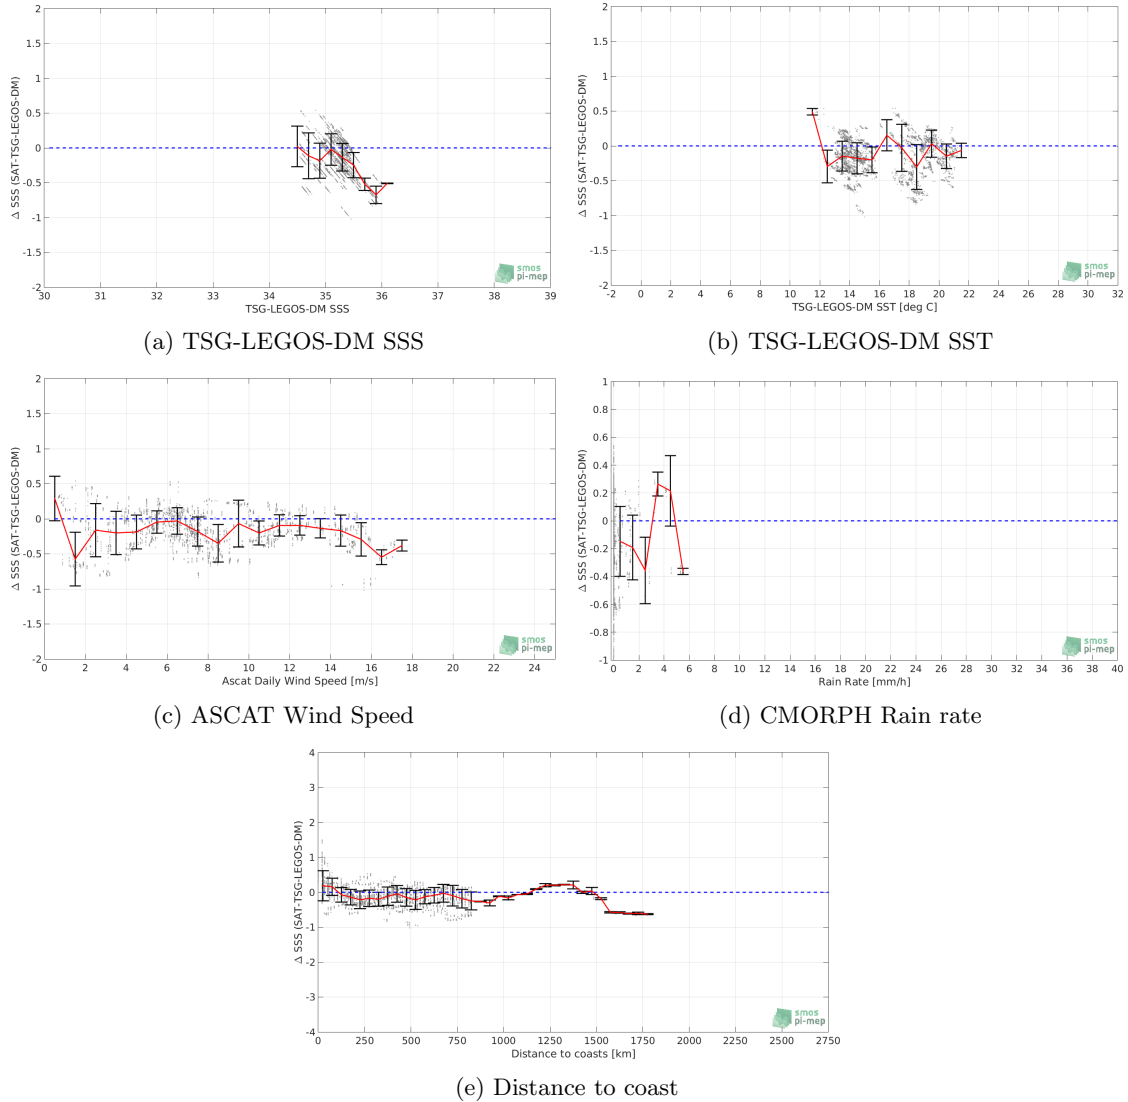 2
1.5
1
0.5
0
-0.5
-1
-1.5
-2
Δ SSS (SAT-TSG-LEGOS-DM)
30 31 32 33 34 35 36 37 38 39
TSG-LEGOS-DM SSS
smos
pi-mep
(a) TSG-LEGOS-DM SSS
2
1.5
1
0.5
0
-0.5
-1
-1.5
-2
Δ SSS (SAT-TSG-LEGOS-DM)
-2 0 2 4 6 8 10 12 14 16 18 20 22 24 26 28 30 32
TSG-LEGOS-DM SST [deg C]
smos
pi-mep
(b) TSG-LEGOS-DM SST
2
1.5
1
0.5
0
-0.5
-1
-1.5
-2
Δ SSS (SAT-TSG-LEGOS-DM)
0 2 4 6 8 10 12 14 16 18 20 22 24
Ascat Daily Wind Speed [m/s]
smos
pi-mep
(c) ASCAT Wind Speed
1
0.8
0.6
0.4
0.2
0
-0.2
-0.4
-0.6
-0.8
-1
Δ SSS (SAT-TSG-LEGOS-DM)
0 2 4 6 8 10 12 14 16 18 20 22 24 26 28 30 32 34 36 38 40
Rain Rate [mm/h]
smos
pi-mep
(d) CMORPH Rain rate
4
3
2
1
0
-1
-2
-3
-4
Δ SSS (SAT-TSG-LEGOS-DM)
0 250 500 750 1000 1250 1500 1750 2000 2250 2500 2750
Distance to coasts [km]
smos
pi-mep
(e) Distance to coast